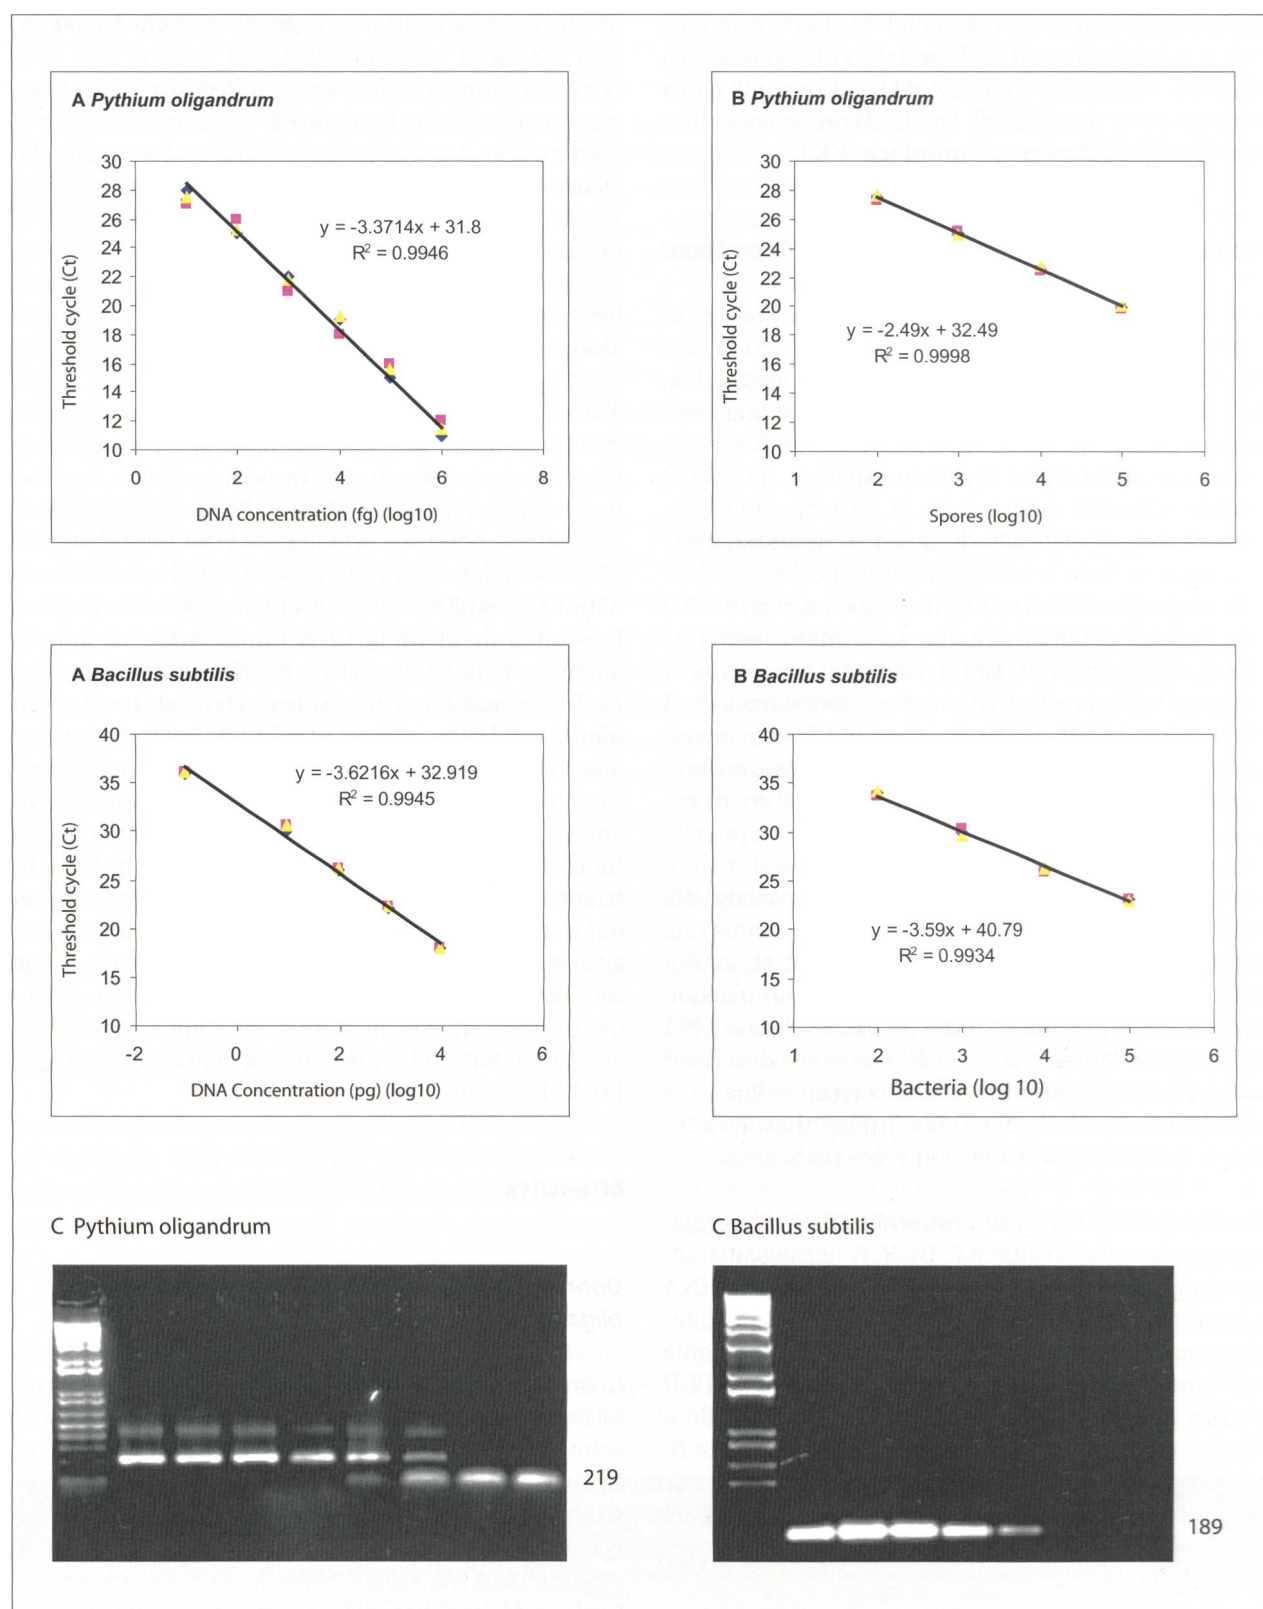 A Pythium oligandrum
30
28
26
24
22
20
18
16
14
12
10
0
2
4
6
8
Threshold cycle (Ct)
y = -3.3714x + 31.8
R² = 0.9946
DNA concentration (fg) (log10)
B Pythium oligandrum
30
28
26
24
22
20
18
16
14
12
10
1
2
3
4
5
6
Threshold cycle (Ct)
y = -2.49x + 32.49
R² = 0.9998
Spores (log10)
A Bacillus subtilis
40
35
30
25
20
15
10
-2
0
2
4
6
Threshold cycle (Ct)
y = -3.6216x + 32.919
R² = 0.9945
DNA Concentration (pg) (log10)
B Bacillus subtilis
40
35
30
25
20
15
10
1
2
3
4
5
6
y = -3.59x + 40.79
R² = 0.9934
Bacteria (log 10)
C Pythium oligandrum
219
C Bacillus subtilis
189